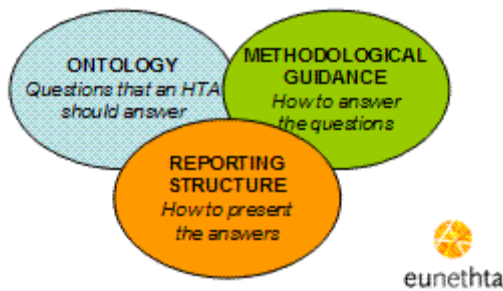 ONTOLOGY
Questions that an HTA
should answer
METHODOLOGICAL
GUIDANCE
How to answer
the questions
REPORTING
STRUCTURE
How to present
the answers
eunethta